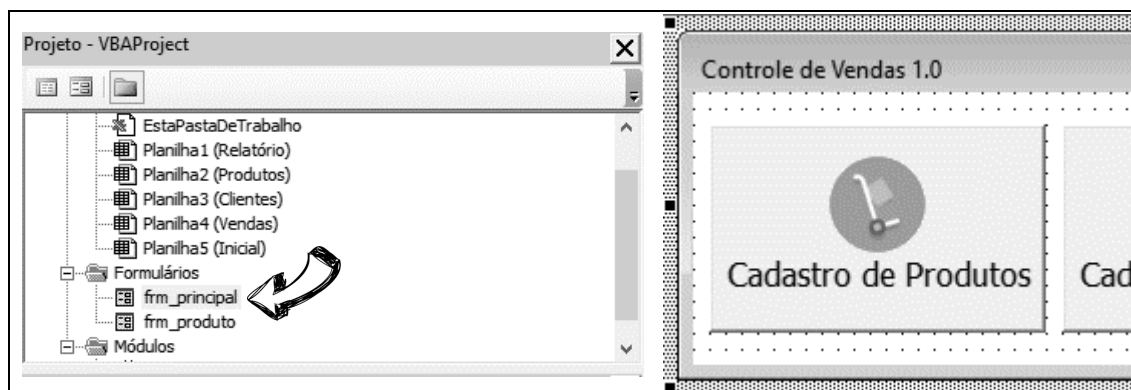 Projeto - VBAProject
EstaPastaDeTrabalho
Planilha1 (Relatório)
Planilha2 (Produtos)
Planilha3 (Clientes)
Planilha4 (Vendas)
Planilha5 (Inicial)
Formulários
frm_principal
frm_produto
Módulos
Controle de Vendas 1.0
Cadastro de Produtos
Cad